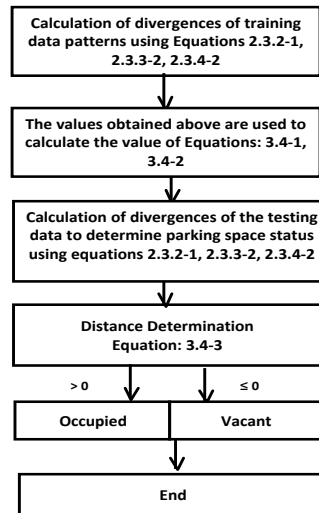 Calculation of divergences of training
data patterns using Equations 2.3.2-1,
2.3.3-2, 2.3.4-2
The values obtained above are used to
calculate the value of Equations: 3.4-1,
3.4-2
Calculation of divergences of the testing
data to determine parking space status
using equations 2.3.2-1, 2.3.3-2, 2.3.4-2
Distance Determination
Equation: 3.4-3
> 0 ≤ 0
Occupied Vacant
End